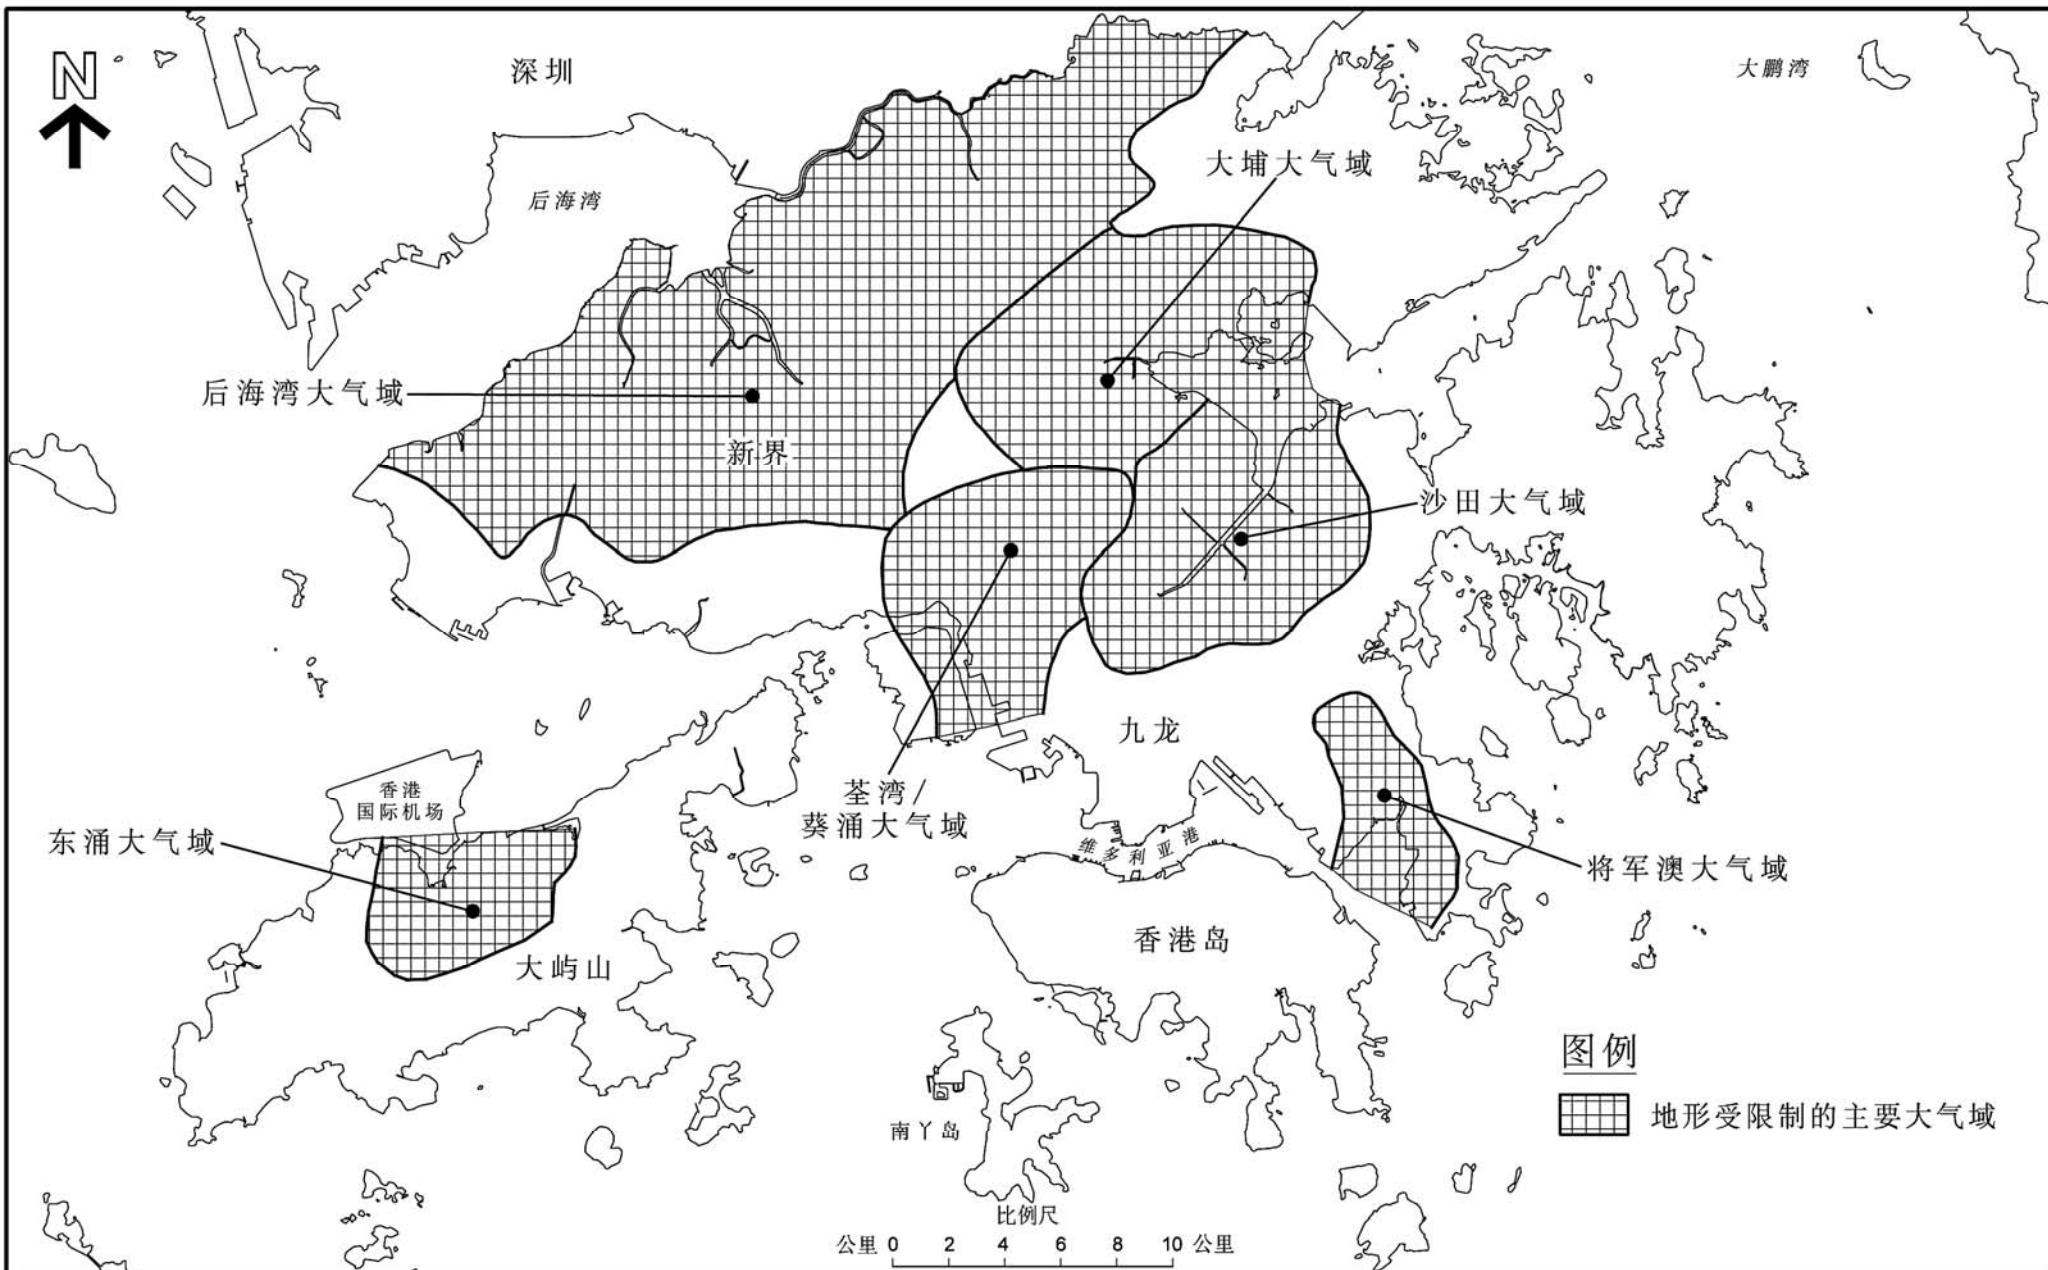 N
深圳
大鹏湾
大埔大气域
后海湾
后海湾大气域
新界
沙田大气域
九龙
香港
国际机场
荃湾/
葵涌大气域
东涌大气域
维多利亚港
将军澳大气域
香港岛
大屿山
图例
地形受限制的主要大气域
南丫岛
比例尺
公里 0 2 4 6 8 10 公里